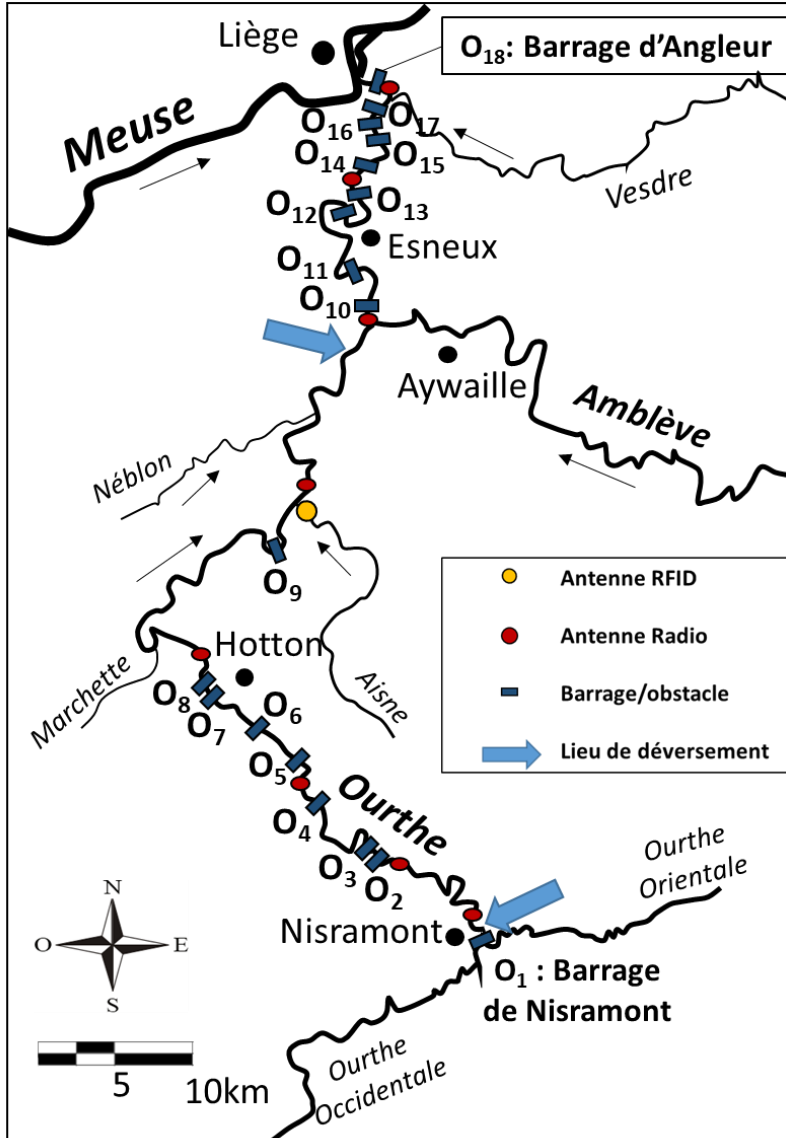 Liège
O18: Barrage d'Angleur
Meuse
O16
O17
O14
O15
Vesdre
O12
O13
Esneux
O11
O10
Aywaille
Amblève
Néblon
O9
Antenne RFID
Antenne Radio
Barrage/obstacle
Lieu de déversement
Hotton
Marchette
Aisne
O8
O7
O6
O5
O4
Ourthe
O3
O2
Ourthe
Orientale
Nisramont
O1 : Barrage
de Nisramont
N
O
E
S
5
10km
Ourthe
Occidentale